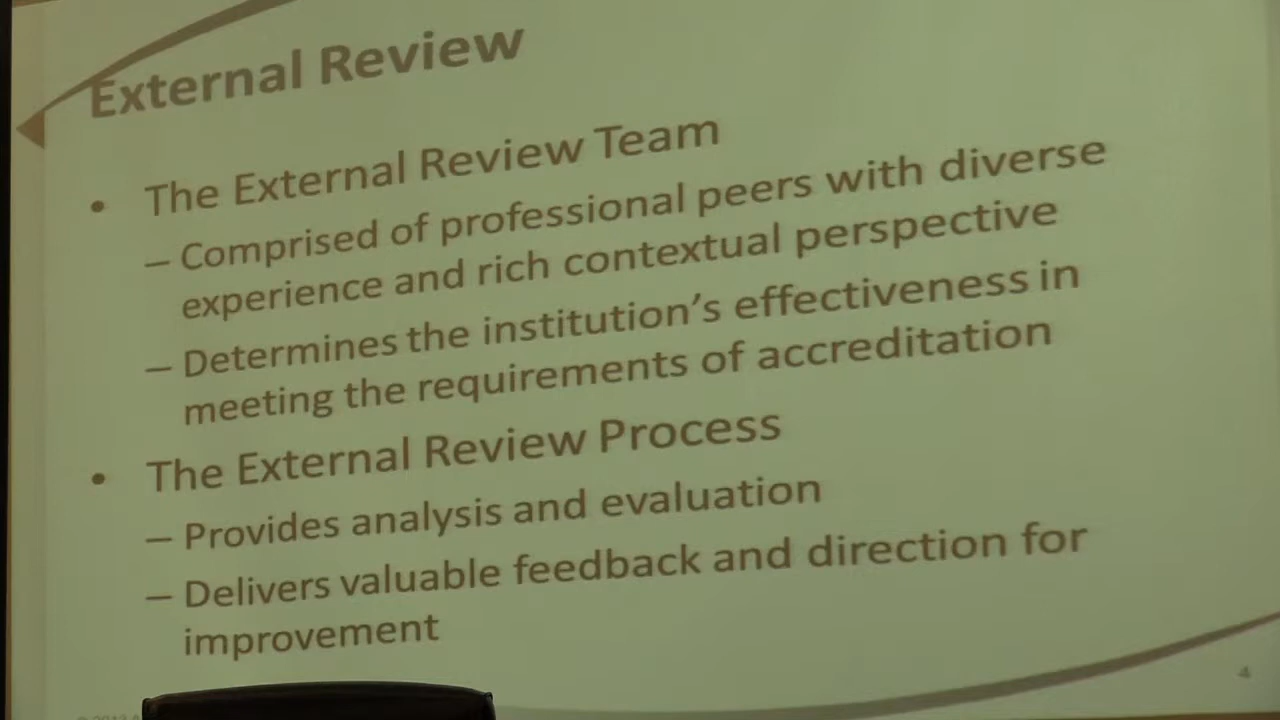 External Review
• The External Review Team
– Comprised of professional peers with diverse
experience and rich contextual perspective
– Determines the institution's effectiveness in
meeting the requirements of accreditation
• The External Review Process
– Provides analysis and evaluation
– Delivers valuable feedback and direction for
improvement
4